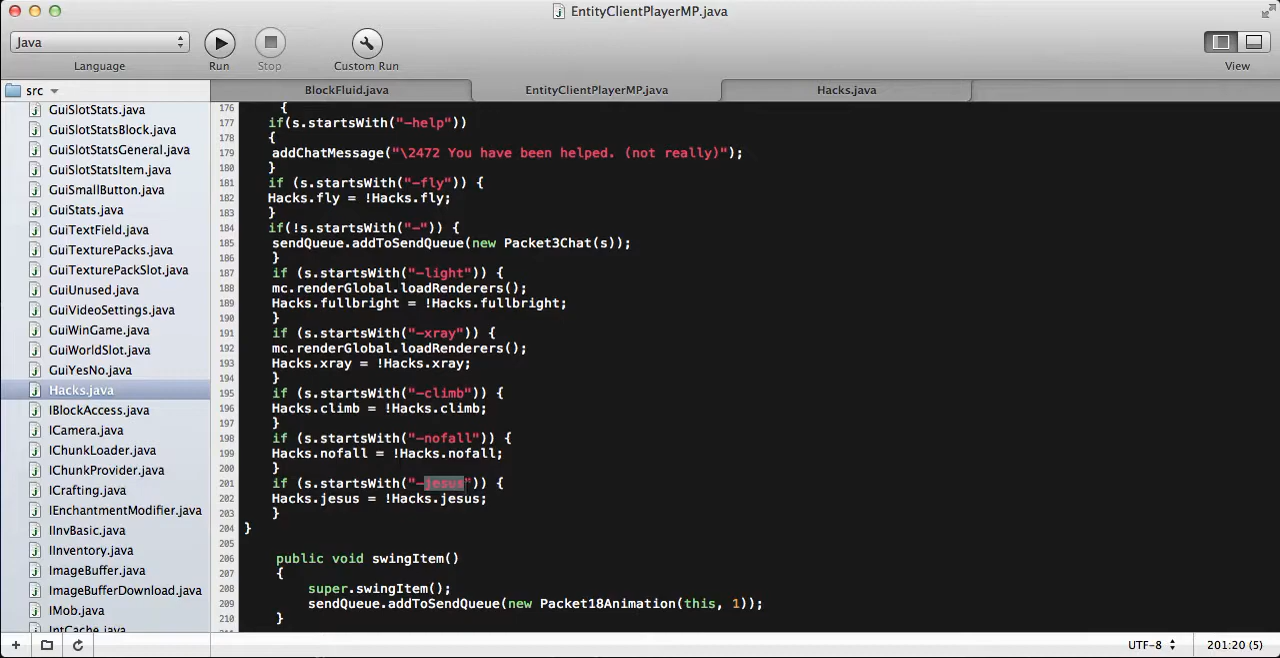 EntityClientPlayerMP.java
Java
Language
Run
Stop
Custom Run
View
src
BlockFluid.java
EntityClientPlayerMP.java
Hacks.java
GuiSlotStats.java
GuiSlotStatsBlock.java
GuiSlotStatsGeneral.java
GuiSlotStatsItem.java
GuiSmallButton.java
GuiStats.java
GuiTextField.java
GuiTexturePacks.java
GuiTexturePackSlot.java
GuiUnused.java
GuiVideoSettings.java
GuiWinGame.java
GuiWorldSlot.java
GuiYesNo.java
Hacks.java
IBlockAccess.java
ICamera.java
IChunkLoader.java
IChunkProvider.java
ICrafting.java
IEnchantmentModifier.java
IInvBasic.java
IInventory.java
ImageBuffer.java
ImageBufferDownload.java
IMob.java
IntCache.java
176 {
177 if(s.startsWith("-help"))
178 {
179 addChatMessage("\2472 You have been helped. (not really)");
180 }
181 if (s.startsWith("-fly")) {
182 Hacks.fly = !Hacks.fly;
183 }
184 if(!s.startsWith("-")) {
185 sendQueue.addToSendQueue(new Packet3Chat(s));
186 }
187 if (s.startsWith("-light")) {
188 mc.renderGlobal.loadRenderers();
189 Hacks.fullbright = !Hacks.fullbright;
190 }
191 if (s.startsWith("-xray")) {
192 mc.renderGlobal.loadRenderers();
193 Hacks.xray = !Hacks.xray;
194 }
195 if (s.startsWith("-climb")) {
196 Hacks.climb = !Hacks.climb;
197 }
198 if (s.startsWith("-nofall")) {
199 Hacks.nofall = !Hacks.nofall;
200 }
201 if (s.startsWith("-jesus")) {
202 Hacks.jesus = !Hacks.jesus;
203 }
204 }
205
206 public void swingItem()
207 {
208 super.swingItem();
209 sendQueue.addToSendQueue(new Packet18Animation(this, 1));
210 }
UTF-8
201:20 (5)